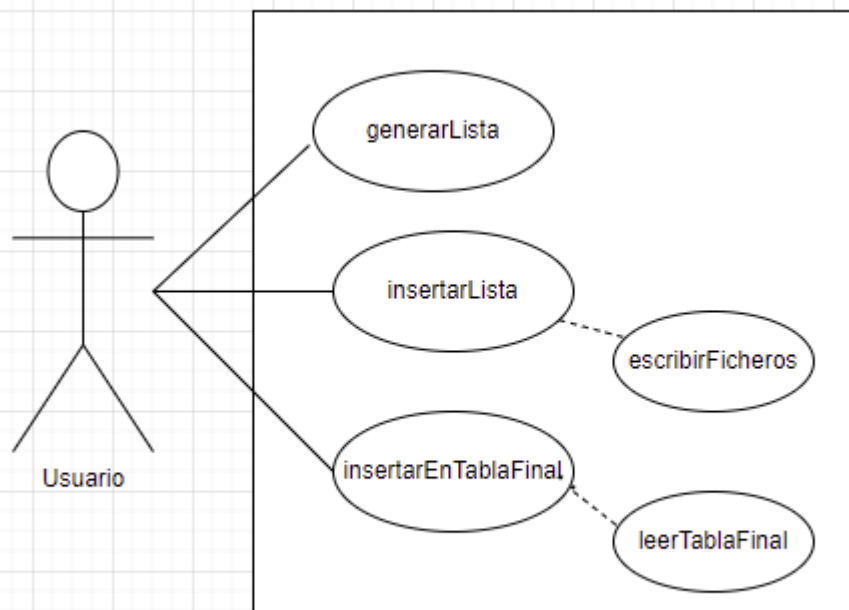 generarLista
insertarLista
escribirFicheros
insertarEnTablaFinal
Usuario
leerTablaFinal